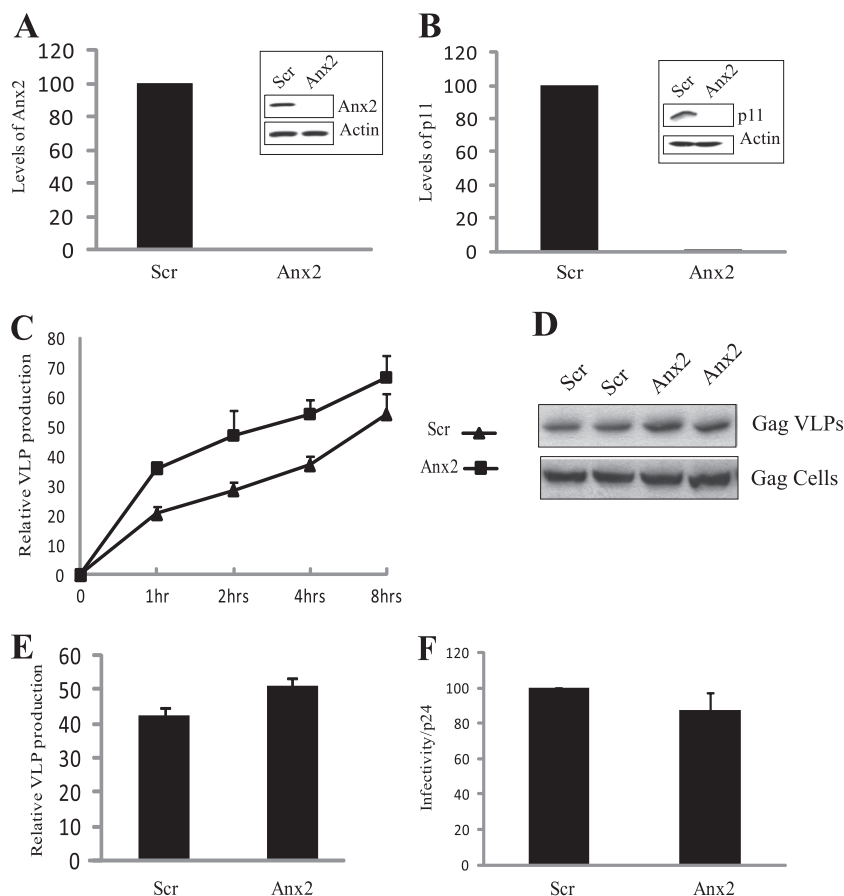 A
Levels of Anx2
120
100
80
60
40
20
0
Scr
Anx2
Scr
Anx2
Anx2
Actin
B
Levels of p11
120
100
80
60
40
20
0
Scr
Anx2
Scr
Anx2
p11
Actin
C
Relative VLP production
80
70
60
50
40
30
20
10
0
0
1hr
2hrs
4hrs
8hrs
Scr
Anx2
D
Scr
Scr
Anx2
Anx2
Gag VLPs
Gag Cells
E
Relative VLP production
60
50
40
30
20
10
0
Scr
Anx2
F
Infectivity/p24
120
100
80
60
40
20
0
Scr
Anx2